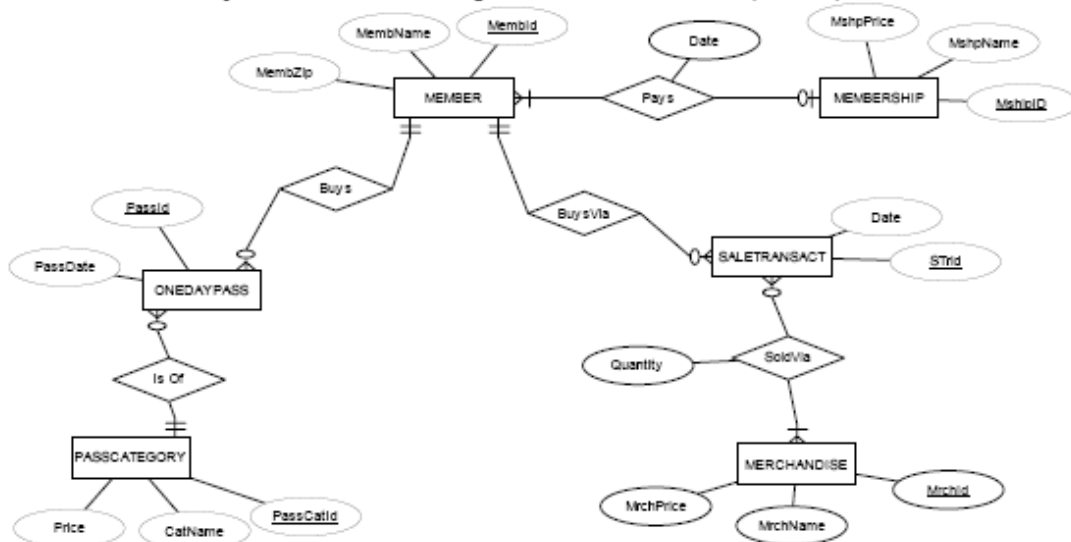 MshpPrice
MembName
MembId
Date
MshpName
MembZip
MEMBER
Pays
MEMBERSHIP
MshipID
Buys
PassId
BuysVia
Date
PassDate
SALETRANSACT
STrId
ONEDAYPASS
Quantity
SoldVia
Is Of
PASSCATEGORY
MERCHANDISE
MrchPrice
MrchId
Price
CatName
PassCatId
MrchName